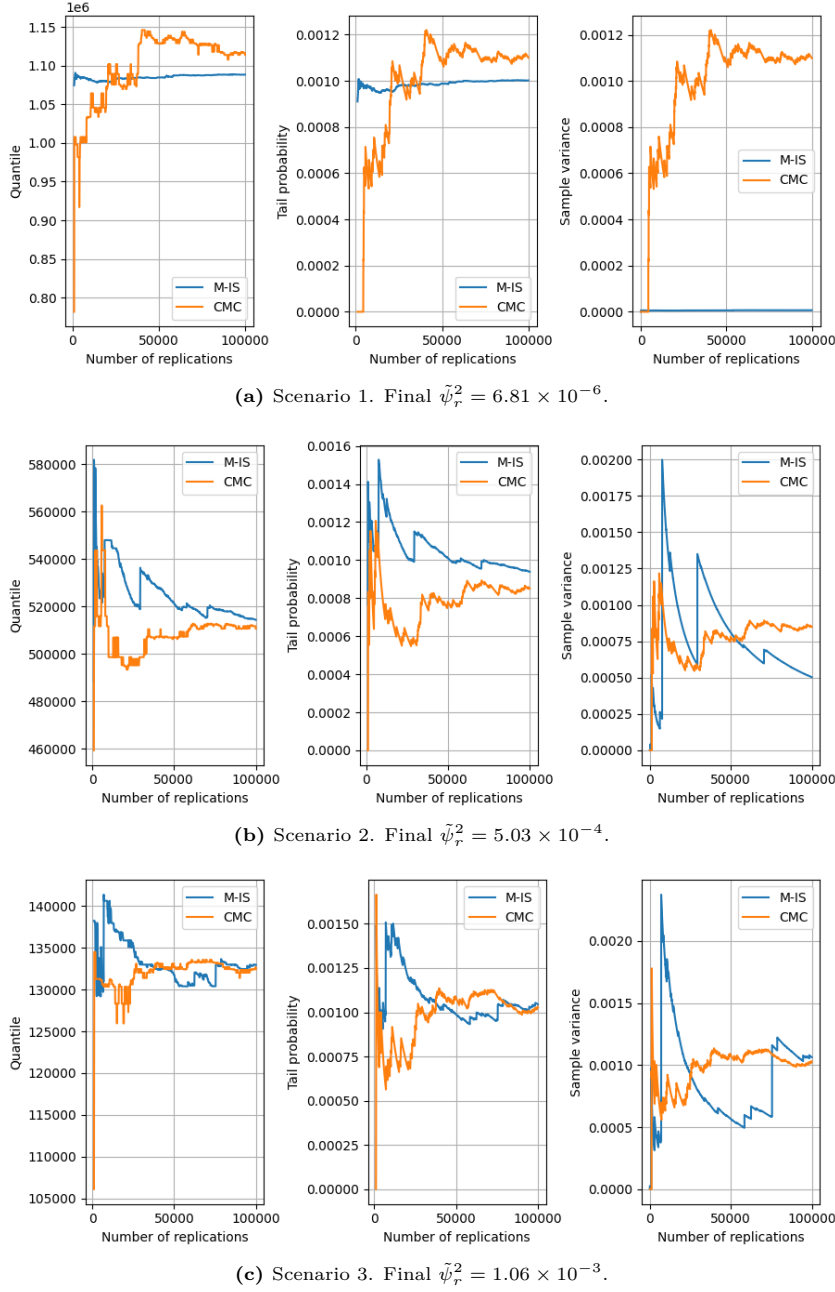 1e6
1.15
1.10
1.05
1.00
0.95
0.90
0.85
0.80
Quantile
0
50000
100000
Number of replications
M-IS
CMC
0.0012
0.0010
0.0008
0.0006
0.0004
0.0002
0.0000
Tail probability
0
50000
100000
Number of replications
M-IS
CMC
0.0012
0.0010
0.0008
0.0006
0.0004
0.0002
0.0000
Sample variance
0
50000
100000
Number of replications
M-IS
CMC
(a) Scenario 1. Final ψ̃²ᵣ = 6.81 × 10⁻⁶.
580000
560000
540000
520000
500000
480000
460000
Quantile
0
50000
100000
Number of replications
M-IS
CMC
0.0016
0.0014
0.0012
0.0010
0.0008
0.0006
0.0004
0.0002
0.0000
Tail probability
0
50000
100000
Number of replications
M-IS
CMC
0.00200
0.00175
0.00150
0.00125
0.00100
0.00075
0.00050
0.00025
0.00000
Sample variance
0
50000
100000
Number of replications
M-IS
CMC
(b) Scenario 2. Final ψ̃²ᵣ = 5.03 × 10⁻⁴.
140000
135000
130000
125000
120000
115000
110000
105000
Quantile
0
50000
100000
Number of replications
M-IS
CMC
0.00150
0.00125
0.00100
0.00075
0.00050
0.00025
0.00000
Tail probability
0
50000
100000
Number of replications
M-IS
CMC
0.0020
0.0015
0.0010
0.0005
0.0000
Sample variance
0
50000
100000
Number of replications
M-IS
CMC
(c) Scenario 3. Final ψ̃²ᵣ = 1.06 × 10⁻³.